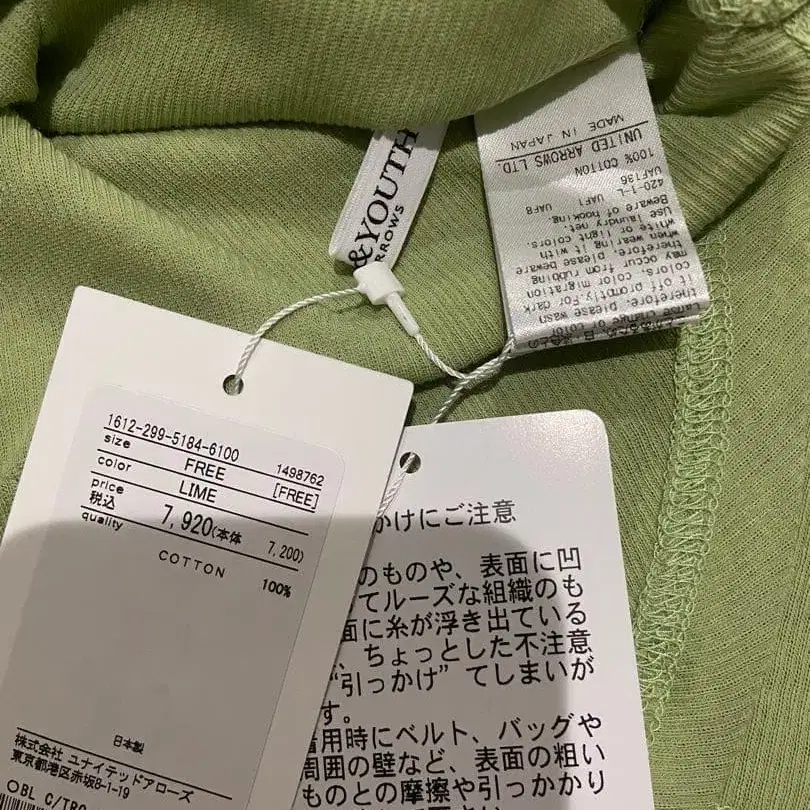 &YOUTH
RROWS
UNITED ARROWS LTD.
MADE IN JAPAN
100% COTTON
UAF135
420-1-L UAF1 UAF8
Beware of hooking.
Use laundry net.
white or light colors.
when wearing it with
therefore, please beware
may occur from rubbing
colors, color migration
it off promptly. For dark
therefore, please wash
1612-299-5184-6100
size FREE 1498762
color LIME [FREE]
price
税込 7,920(本体 7,200)
quality
COTTON 100%
日本製
株式会社 ユナイテッドアローズ
東京都港区赤坂8-1-19
OBL C/TRC
かけにご注意
のものや、表面に凹
てルーズな組織のも
面に糸が浮き出ている
、ちょっとした不注意
“引っかけ”てしまいが
す。
着用時にベルト、バッグや
周囲の壁など、表面の粗い
ものとの摩擦や引っかかり